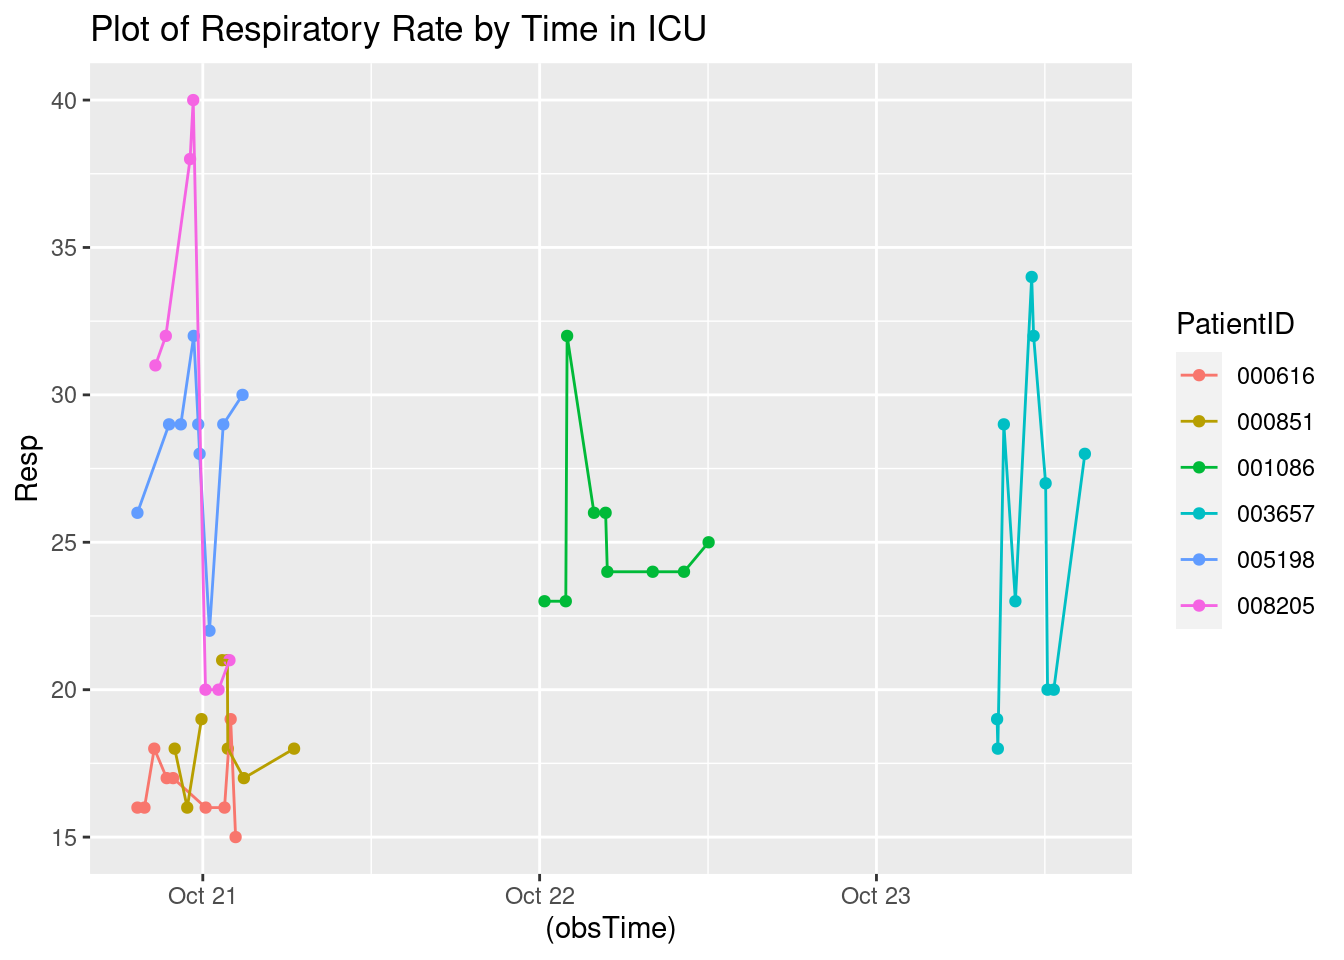 Plot of Respiratory Rate by Time in ICU
40
35
30
25
20
15
Resp
Oct 21
Oct 22
Oct 23
(obsTime)
PatientID
000616
000851
001086
003657
005198
008205